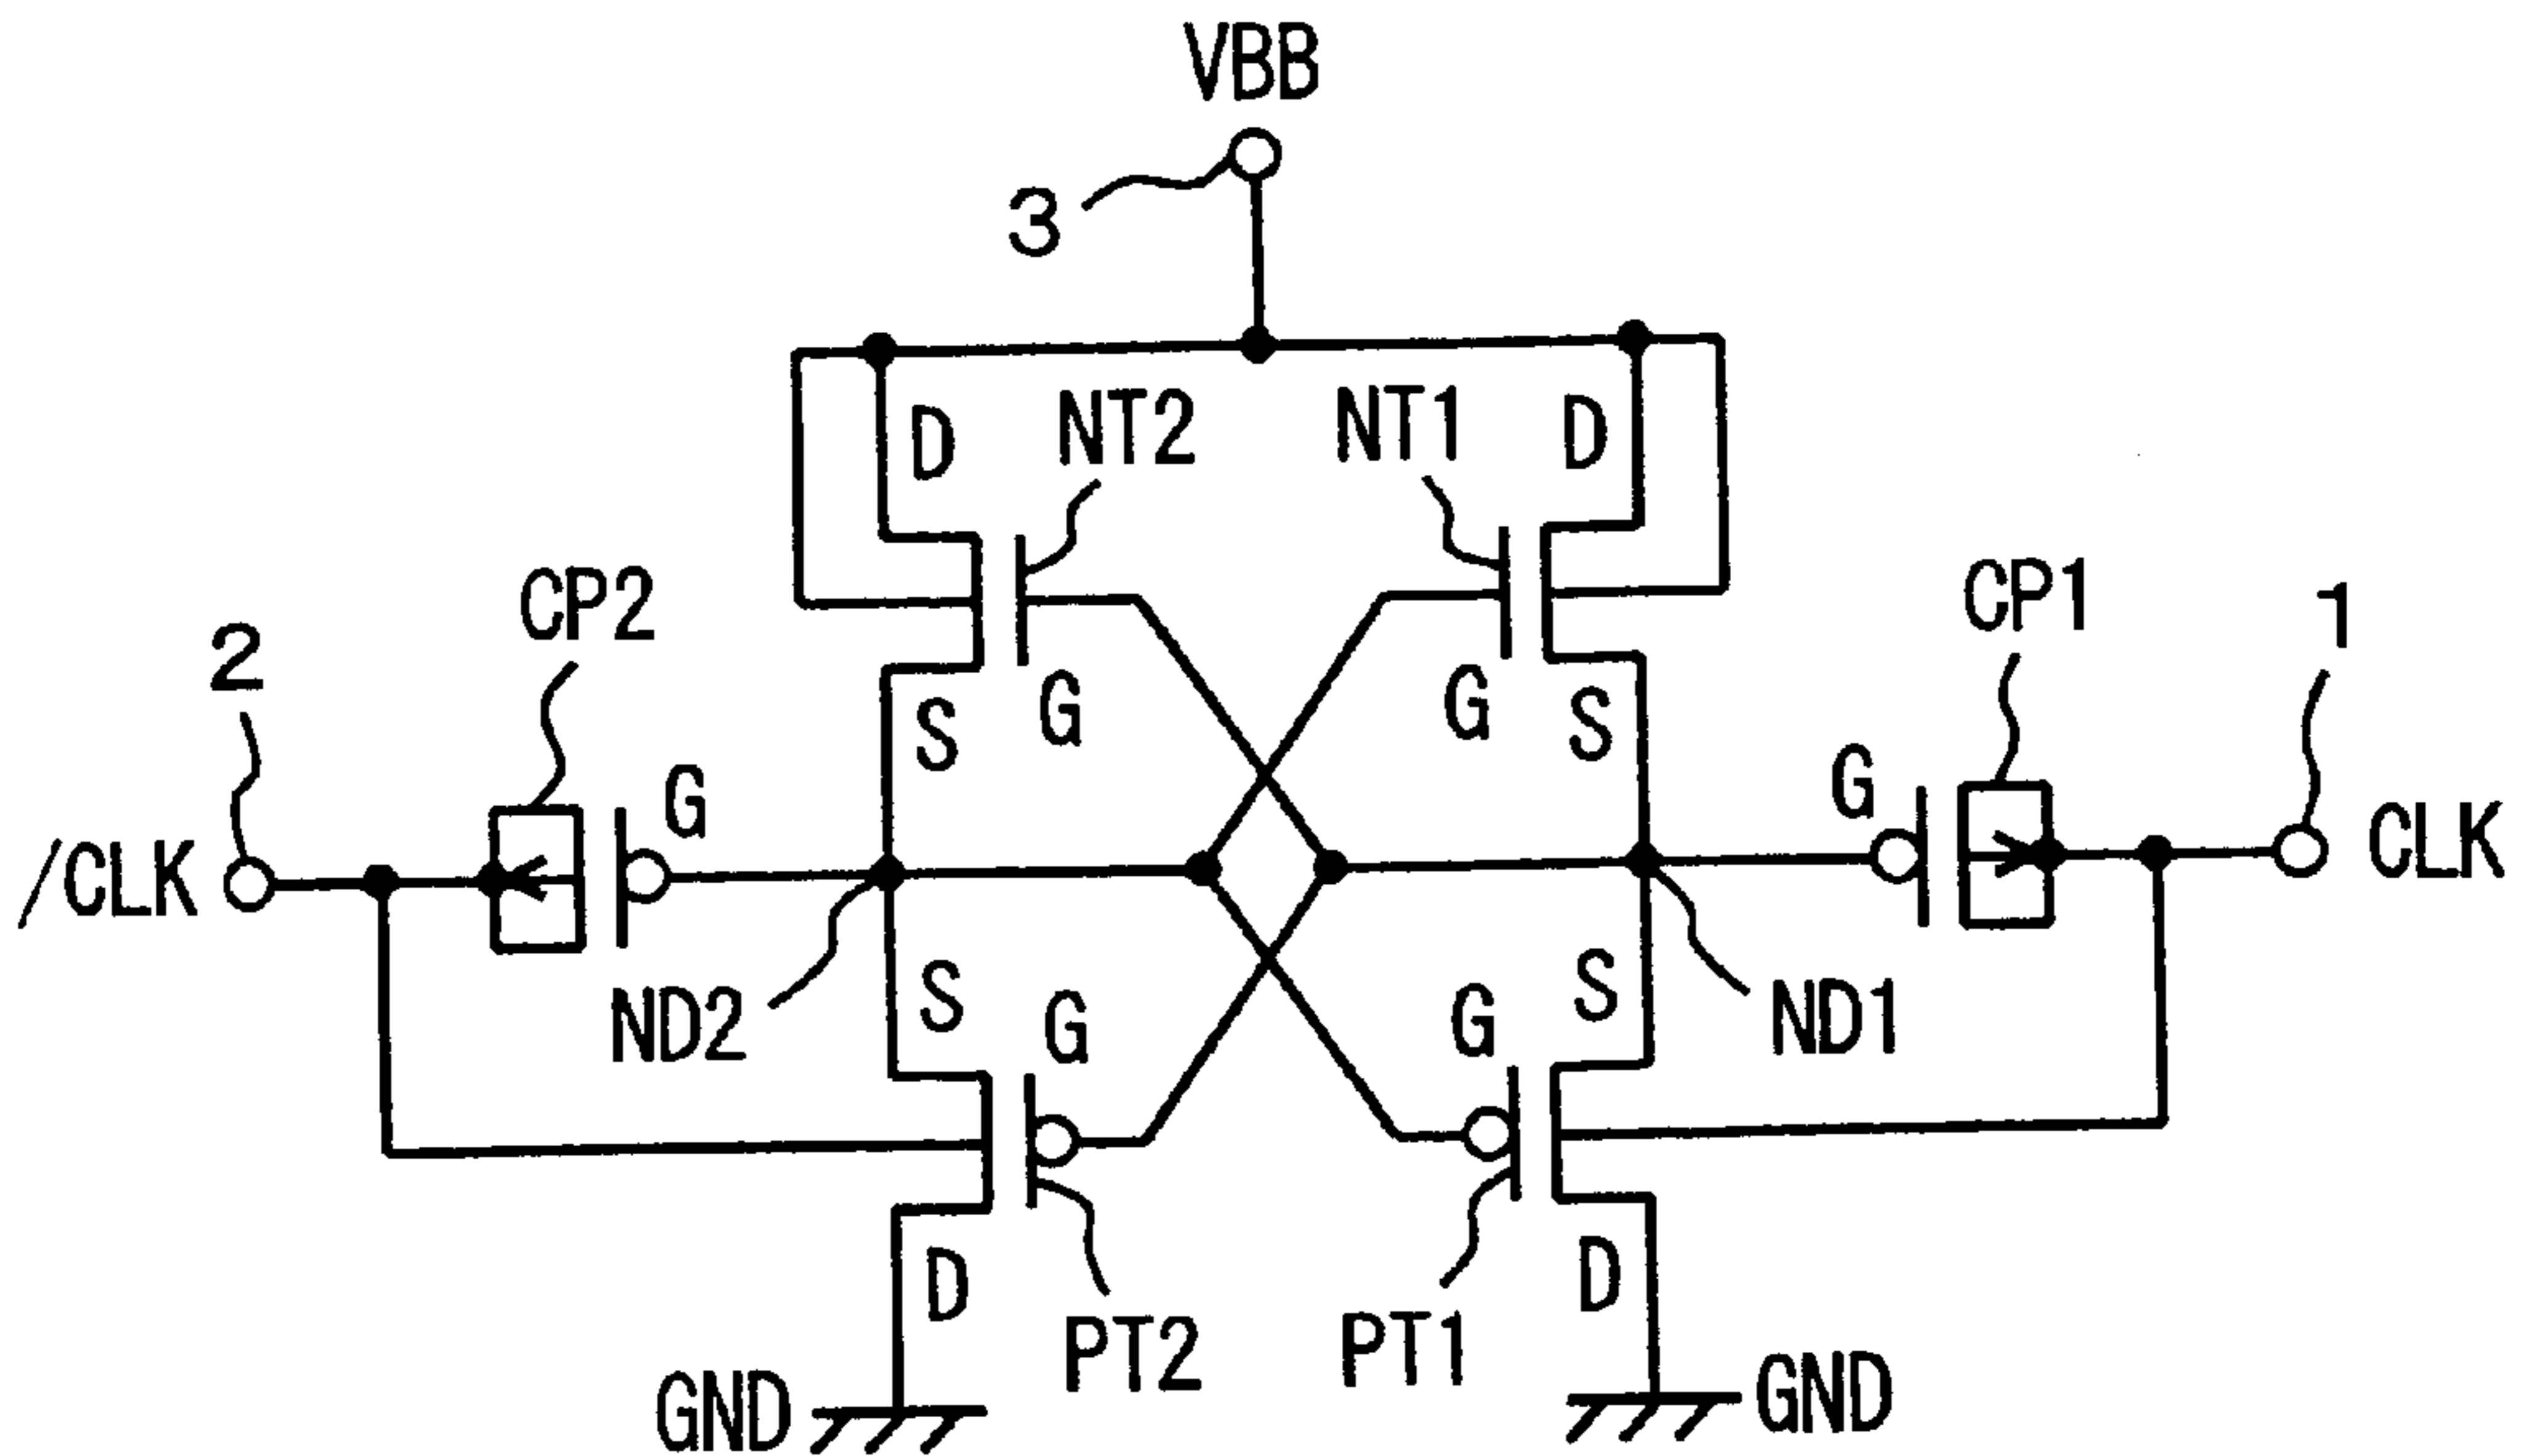 VBB
3
D
NT2
NT1
D
CP2
CP1
2
1
G
G
S
S
G
G
/CLK
CLK
S
G
G
S
ND2
ND1
D
D
PT2
PT1
GND
GND